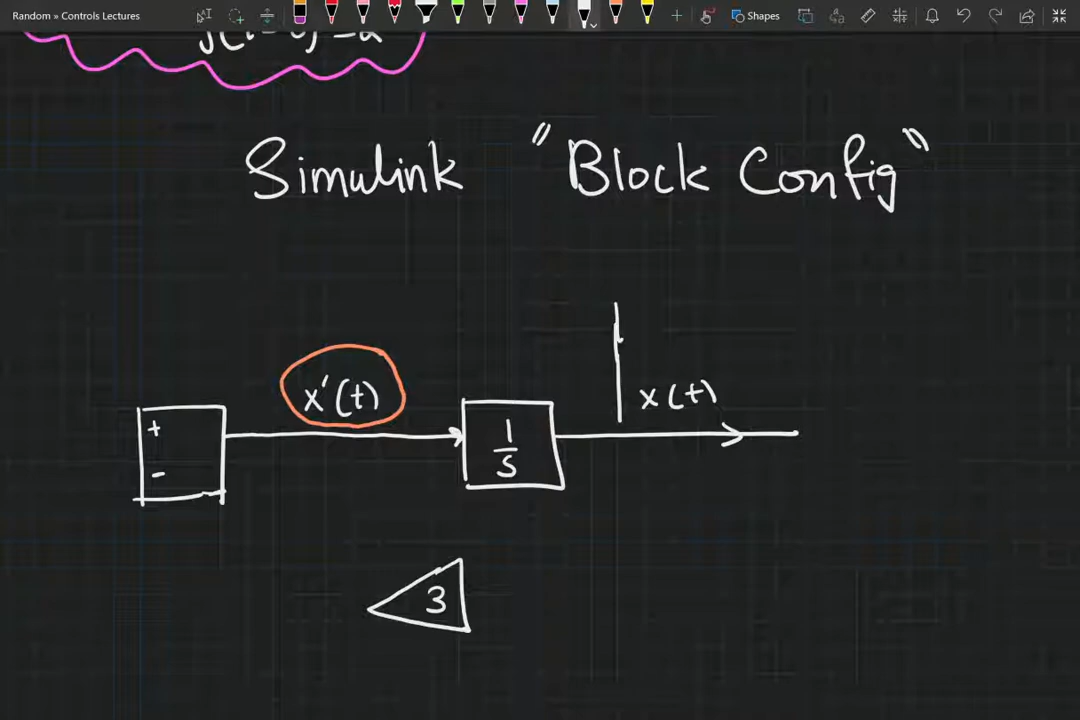 Random » Controls Lectures
Shapes
Simulink "Block Config"
x'(t)
x(t)
+
-
1
S
3